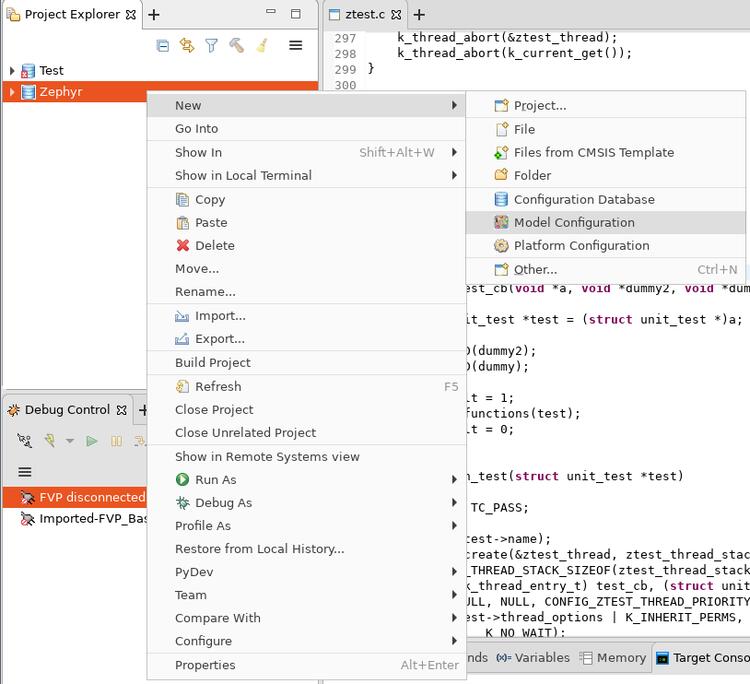 Project Explorer
ztest.c
Test
Zephyr
297 k_thread_abort(&ztest_thread);
298 k_thread_abort(k_current_get());
299 }
300
New
Go Into
Show In Shift+Alt+W
Show in Local Terminal
Copy
Paste
Delete
Move...
Rename...
Import...
Export...
Build Project
Refresh F5
Close Project
Close Unrelated Project
Show in Remote Systems view
Run As
Debug As
Profile As
Restore from Local History...
PyDev
Team
Compare With
Configure
Properties Alt+Enter
Project...
File
Files from CMSIS Template
Folder
Configuration Database
Model Configuration
Platform Configuration
Other... Ctrl+N
est_cb(void *a, void *dummy2, void *dum
it_test *test = (struct unit_test *)a;
D(dummy2);
D(dummy);
lt = 1;
functions(test);
lt = 0;
n_test(struct unit_test *test)
TC_PASS;
test->name);
create(&ztest_thread, ztest_thread_stac
_THREAD_STACK_SIZEOF(ztest_thread_stack
k_thread_entry_t) test_cb, (struct unit
ULL, NULL, CONFIG_ZTEST_THREAD_PRIORITY
est->thread_options | K_INHERIT_PERMS,
K_NO_WAIT);
Debug Control
FVP disconnected
Imported-FVP_Bas
nds
Variables
Memory
Target Conso